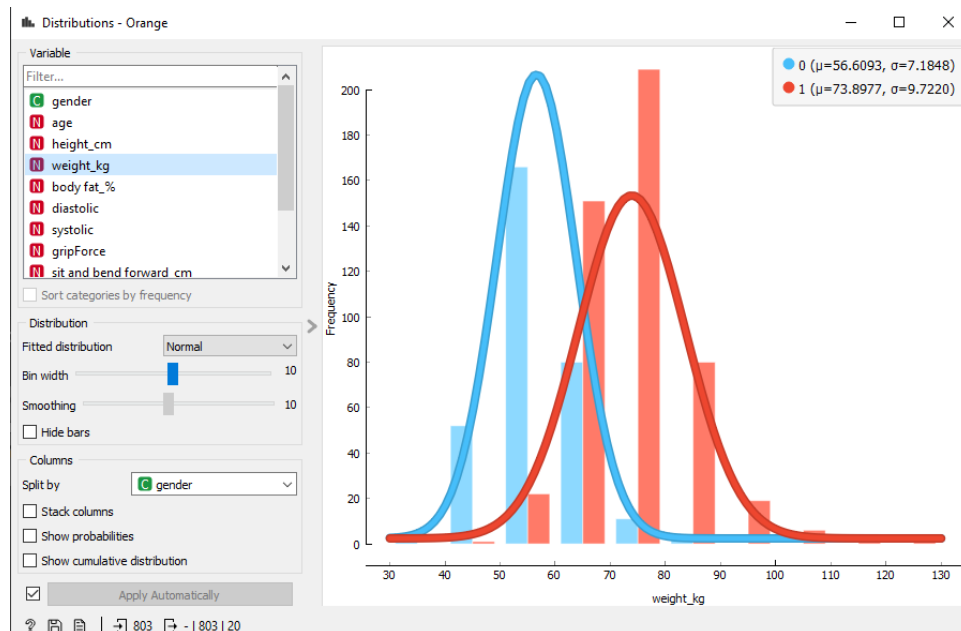 Distributions - Orange
Variable
Filter...
C gender
N age
N height_cm
N weight_kg
N body fat_%
N diastolic
N systolic
N gripForce
N sit and bend forward_cm
Sort categories by frequency
Distribution
Fitted distribution Normal
Bin width 10
Smoothing 10
Hide bars
Columns
Split by C gender
Stack columns
Show probabilities
Show cumulative distribution
Apply Automatically
? 803 - | 803 | 20
0 (μ=56.6093, σ=7.1848)
1 (μ=73.8977, σ=9.7220)
Frequency
200
180
160
140
120
100
80
60
40
20
0
30 40 50 60 70 80 90 100 110 120 130
weight_kg